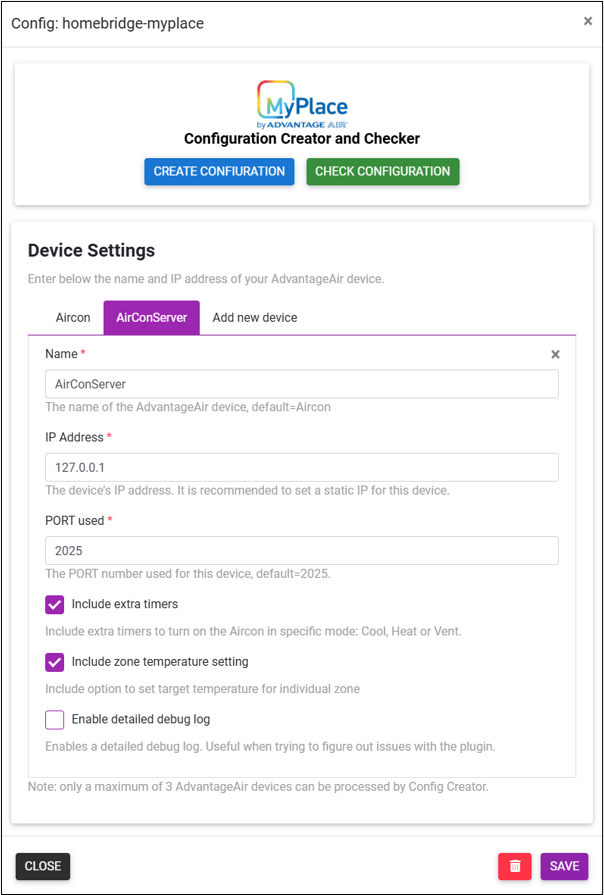 Config: homebridge-myplace
×
MyPlace
by ADVANTAGE AIR
Configuration Creator and Checker
CREATE CONFIURATION CHECK CONFIGURATION
Device Settings
Enter below the name and IP address of your AdvantageAir device.
Aircon AirConServer Add new device
Name *
×
AirConServer
The name of the AdvantageAir device, default=Aircon
IP Address *
127.0.0.1
The device's IP address. It is recommended to set a static IP for this device.
PORT used *
2025
The PORT number used for this device, default=2025.
Include extra timers
Include extra timers to turn on the Aircon in specific mode: Cool, Heat or Vent.
Include zone temperature setting
Include option to set target temperature for individual zone
Enable detailed debug log
Enables a detailed debug log. Useful when trying to figure out issues with the plugin.
Note: only a maximum of 3 AdvantageAir devices can be processed by Config Creator.
CLOSE SAVE